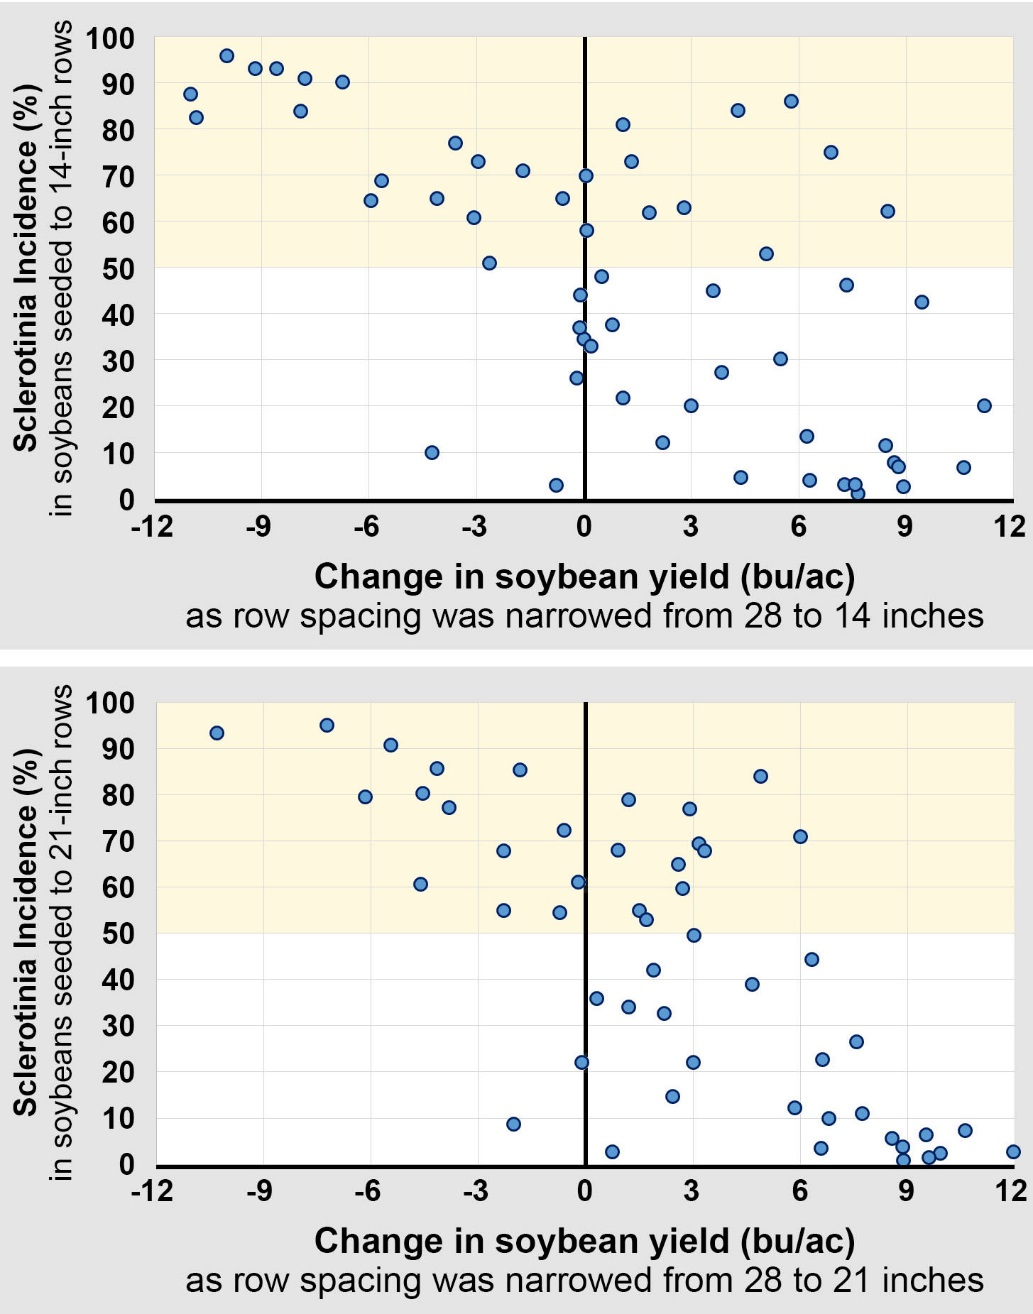 Sclerotinia Incidence (%)
in soybeans seeded to 14-inch rows
100
90
80
70
60
50
40
30
20
10
0
-12 -9 -6 -3 0 3 6 9 12
Change in soybean yield (bu/ac)
as row spacing was narrowed from 28 to 14 inches
Sclerotinia Incidence (%)
in soybeans seeded to 21-inch rows
100
90
80
70
60
50
40
30
20
10
0
-12 -9 -6 -3 0 3 6 9 12
Change in soybean yield (bu/ac)
as row spacing was narrowed from 28 to 21 inches